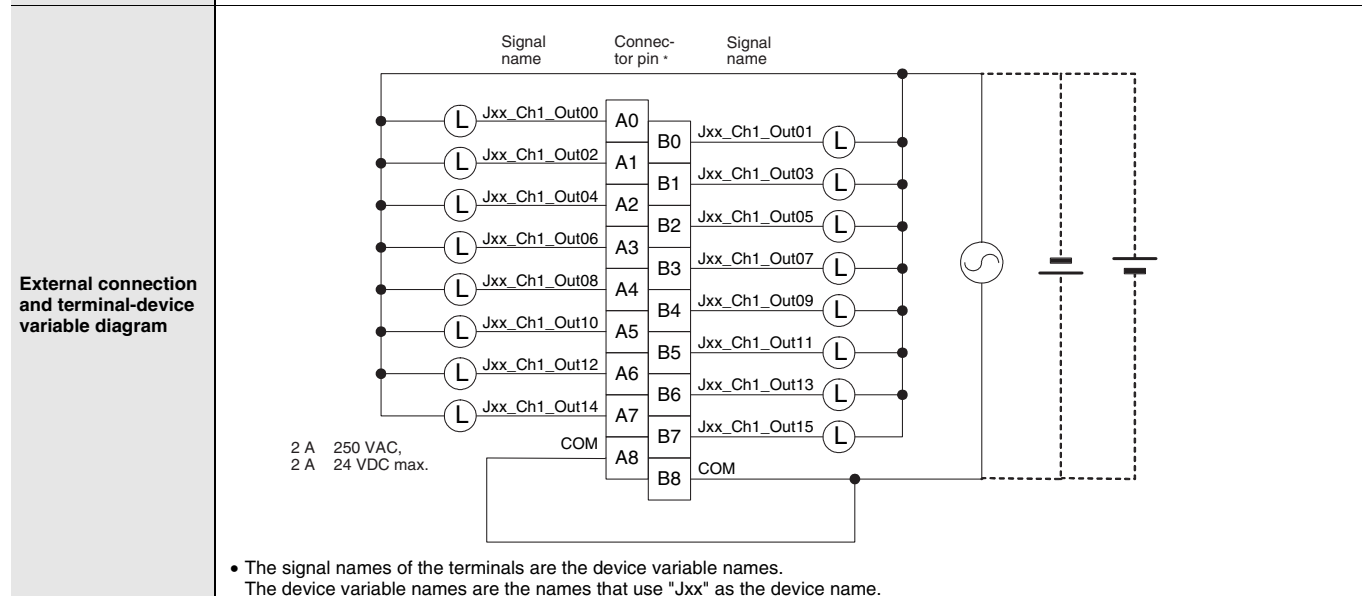 Signal name
Connec-
tor pin *
Signal name
Jxx_Ch1_Out00
A0
B0
Jxx_Ch1_Out01
L
L
Jxx_Ch1_Out02
A1
B1
Jxx_Ch1_Out03
L
L
Jxx_Ch1_Out04
A2
B2
Jxx_Ch1_Out05
L
L
Jxx_Ch1_Out06
A3
B3
Jxx_Ch1_Out07
L
L
Jxx_Ch1_Out08
A4
B4
Jxx_Ch1_Out09
L
L
Jxx_Ch1_Out10
A5
B5
Jxx_Ch1_Out11
L
L
Jxx_Ch1_Out12
A6
B6
Jxx_Ch1_Out13
L
L
Jxx_Ch1_Out14
A7
B7
Jxx_Ch1_Out15
L
L
COM
A8
B8
COM
2 A 250 VAC,
2 A 24 VDC max.
External connection
and terminal-device
variable diagram
• The signal names of the terminals are the device variable names.
The device variable names are the names that use "Jxx" as the device name.